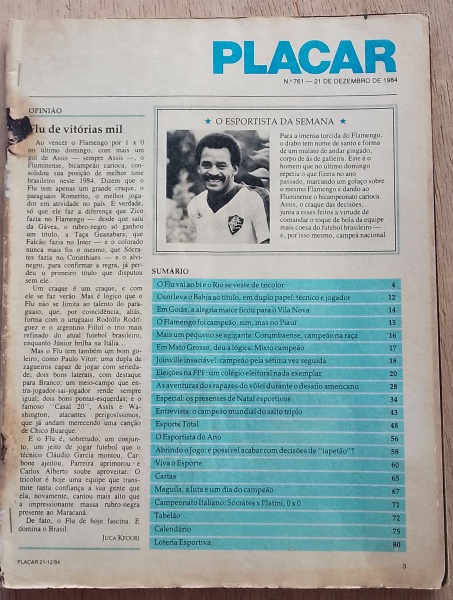 PLACAR
N.º 761 — 21 DE DEZEMBRO DE 1984
OPINIÃO
Flu de vitórias mil
Ao vencer o Flamengo por 1 x 0
no último domingo, com mais um
gol de Assis — sempre Assis —, o
Fluminense, bicampeão carioca, con-
solidou sua posição de melhor time
brasileiro neste 1984. Dizem que o
Flu tem apenas um grande craque, o
paraguaio Romerito, o melhor joga-
dor em atividade no país. É verdade,
só que ele faz a diferença que Zico
fazia no Flamengo — desde que saiu
da Gávea, o rubro-negro só ganhou
um título, a Taça Guanabara; que
Falcão fazia no Inter — e o colorado
nunca mais foi o mesmo; que Sócra-
tes fazia no Corinthians — e o alvi-
negro, para confirmar a regra, já per-
deu o primeiro título que disputou
sem ele.
Um craque é um craque, e com
ele se faz verão. Mas é lógico que o
Flu não se limita ao talento do para-
guaio, que, por coincidência, aliás,
forma com o uruguaio Rodolfo Rodrí-
guez e o argentino Fillol o trio mais
refinado do atual futebol brasileiro,
enquanto Júnior brilha na Itália...
Mas o Flu tem também um bom go-
leiro, como Paulo Vítor; uma dupla de
zagueiros capaz de jogar com serieda-
de; dois bons laterais, com destaque
para Branco; um meio-campo que en-
tra-jogador-sai-jogador rende sempre
igual; dois bons pontas-esquerdas; e o
famoso "Casal 20", Assis e Wa-
shington, atacantes perigosíssimos,
que já andam merecendo uma canção
de Chico Buarque.
E o Flu é, sobretudo, um conjun-
to, um jeito de jogar futebol que o
técnico Cláudio Garcia montou, Car-
bone ajeitou, Parreira aprimorou e
Carlos Alberto soube aproveitar. O
tricolor é hoje uma equipe que trans-
mite tanta confiança a sua gente que
ela, novamente, cantou mais alto que
a impressionante massa rubro-negra
presente ao Maracanã.
De fato, o Flu de hoje fascina. E
domina o Brasil.
JUCA KFOURI
★ O ESPORTISTA DA SEMANA ★
Para a imensa torcida do Flamengo,
o diabo tem nome de santo e forma
de um mulato de andar gingado,
corpo de ás de gafieira. Este é o
homem que no último domingo
repetiu o que fizera no ano
passado, marcando um golaço sobre
o mesmo Flamengo e dando ao
Fluminense o bicampeonato carioca.
Assis, o craque das decisões,
junta a esses feitos a virtude de
comandar o toque de bola da equipe
mais coesa do futebol brasileiro —
e, por isso mesmo, campeã nacional.
SUMÁRIO
O Flu vai ao bi e o Rio se veste de tricolor 4
Osni leva o Bahia ao título, em duplo papel: técnico e jogador 12
Em Goiás, a alegria maior ficou para o Vila Nova 14
O Flamengo foi campeão, sim, mas no Piauí 15
Mais um pequeno se agiganta: Corumbaense, campeão na raça 16
Em Mato Grosso, deu a lógica: Mixto campeão 17
Joinville insaciável: campeão pela sétima vez seguida 18
Eleições na FPF: um colégio eleitoral nada exemplar 20
As aventuras dos rapazes do vôlei durante o desafio americano 28
Especial: os presentes de Natal esportivos 34
Entrevista: o campeão mundial do salto triplo 43
Esporte Total 48
O Esportista do Ano 56
Abrindo o Jogo: é possível acabar com decisões de "tapetão"? 58
Viva o Esporte 60
Cartas 65
Maguila, a luta e um dia do campeão 67
Campeonato Italiano: Sócrates x Platini, 0 x 0 71
Tabelão 72
Calendário 75
Loteria Esportiva 80
PLACAR 21/12/84
3